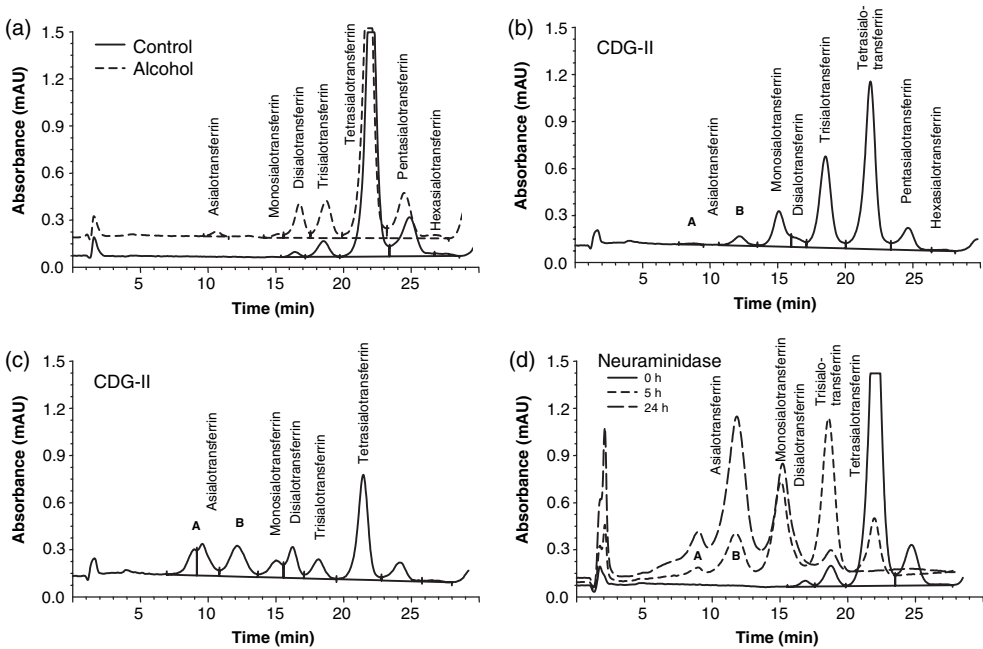 (a)
Control
Alcohol
Absorbance (mAU)
1.5
1.2
0.9
0.6
0.3
0.0
Asialotransferrin
Monosialotransferrin
Disialotransferrin
Trisialotransferrin
Tetrasialotransferrin
Pentasialotransferrin
Hexasialotransferrin
5 10 15 20 25
Time (min)
(b)
CDG-II
Absorbance (mAU)
1.5
1.2
0.9
0.6
0.3
0.0
A
Asialotransferrin
B
Monosialotransferrin
Disialotransferrin
Trisialotransferrin
Tetrasialo-
transferrin
Pentasialotransferrin
Hexasialotransferrin
5 10 15 20 25
Time (min)
(c)
CDG-II
Absorbance (mAU)
1.5
1.2
0.9
0.6
0.3
0.0
A
Asialotransferrin
B
Monosialotransferrin
Disialotransferrin
Trisialotransferrin
Tetrasialotransferrin
5 10 15 20 25
Time (min)
(d)
Neuraminidase
0 h
5 h
24 h
Absorbance (mAU)
1.5
1.2
0.9
0.6
0.3
0.0
A
Asialotransferrin
B
Monosialotransferrin
Disialotransferrin
Trisialo-
transferrin
Tetrasialotransferrin
5 10 15 20 25
Time (min)